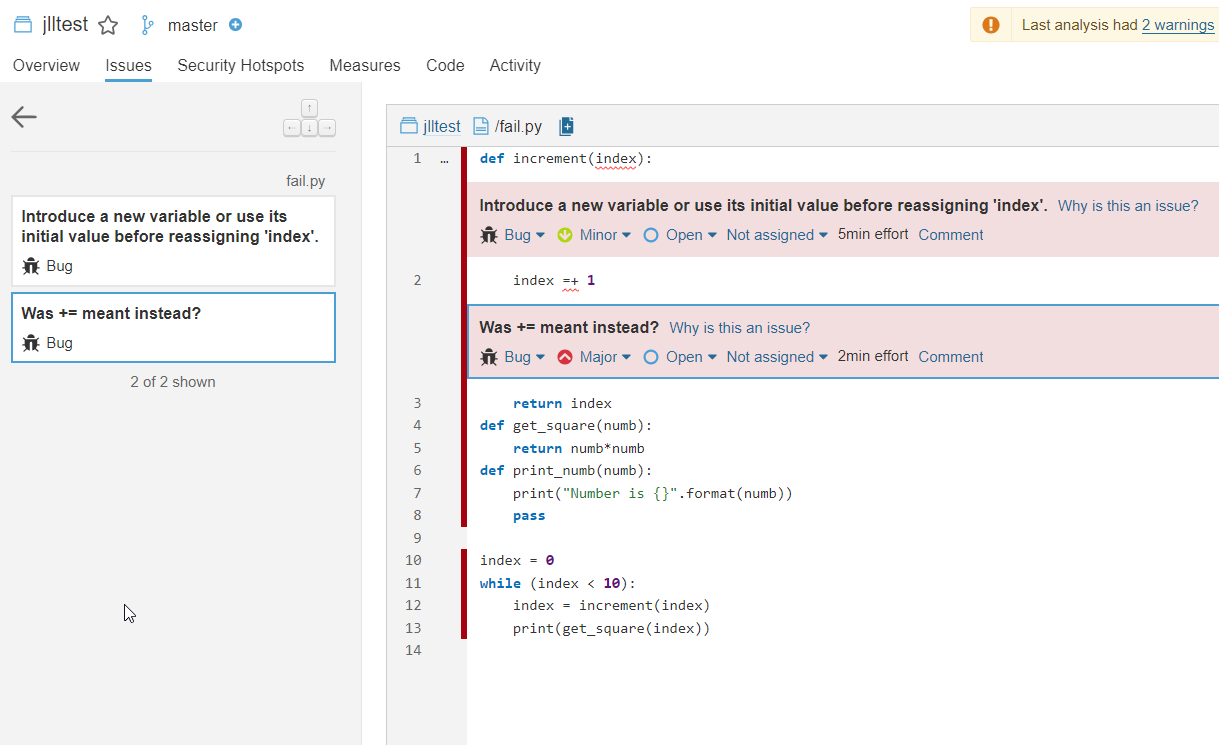 jlltest master
Last analysis had 2 warnings
Overview Issues Security Hotspots Measures Code Activity
fail.py
Introduce a new variable or use its
initial value before reassigning 'index'.
Bug
Was += meant instead?
Bug
2 of 2 shown
jlltest /fail.py
1 … def increment(index):
Introduce a new variable or use its initial value before reassigning 'index'. Why is this an issue?
Bug Minor Open Not assigned 5min effort Comment
2 index =+ 1
Was += meant instead? Why is this an issue?
Bug Major Open Not assigned 2min effort Comment
3 return index
4 def get_square(numb):
5 return numb*numb
6 def print_numb(numb):
7 print("Number is {}".format(numb))
8 pass
9
10 index = 0
11 while (index < 10):
12 index = increment(index)
13 print(get_square(index))
14